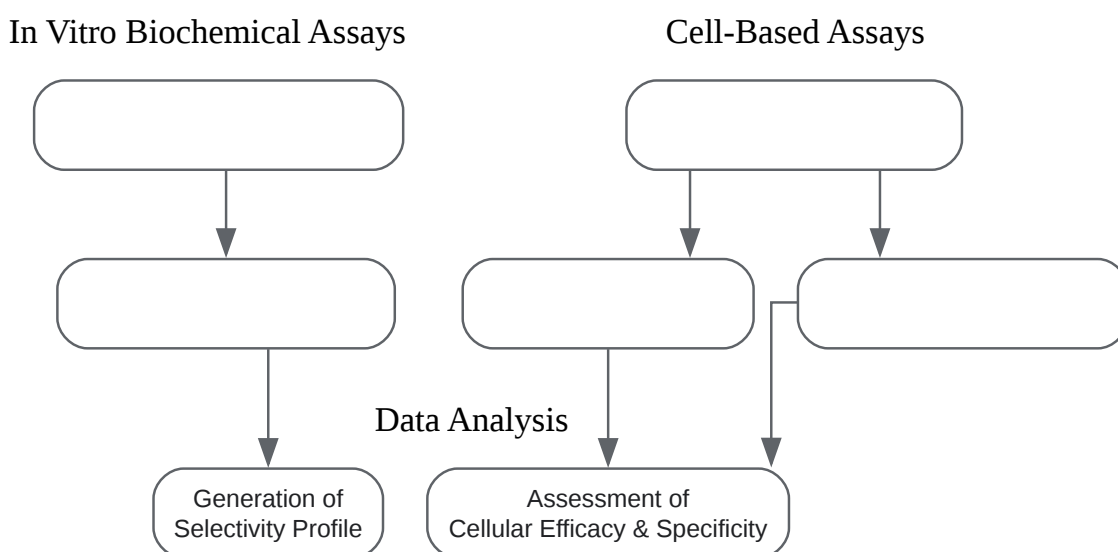 In Vitro Biochemical Assays
Cell-Based Assays
Data Analysis
Generation of
Selectivity Profile
Assessment of
Cellular Efficacy & Specificity